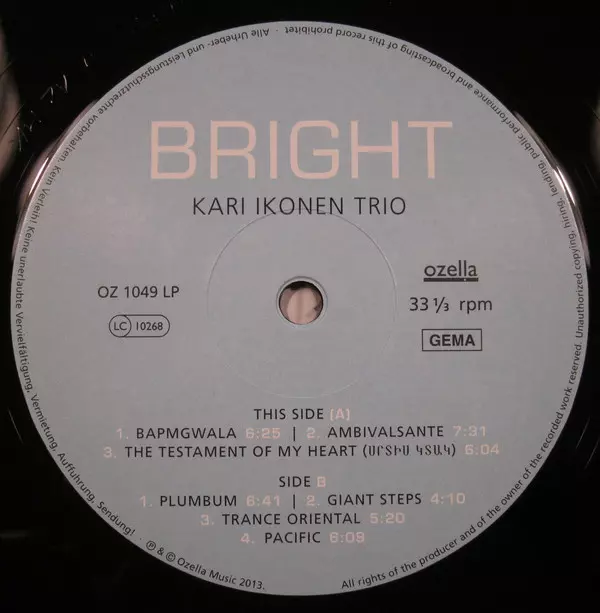 BRIGHT
KARI IKONEN TRIO
OZ 1049 LP
LC 10268
ozella
33 ⅓ rpm
GEMA
THIS SIDE (A)
1. BAPMGWALA 6:25 | 2. AMBIVALSANTE 7:31
3. THE TESTAMENT OF MY HEART (ՍՐՏԻՍ ԿՏԱԿ) 6:04
SIDE B
1. PLUMBUM 6:41 | 2. GIANT STEPS 4:10
3. TRANCE ORIENTAL 5:20
4. PACIFIC 6:09
℗ & © Ozella Music 2013. · All rights of the producer and of the owner of the recorded work reserved. Unauthorized copying, hiring, lending, public performance and broadcasting of this record prohibited · Alle Urheber- und Leistungsschutzrechte vorbehalten. Kein Verleih! Keine unerlaubte Vervielfältigung, Vermietung, Aufführung, Sendung! ·